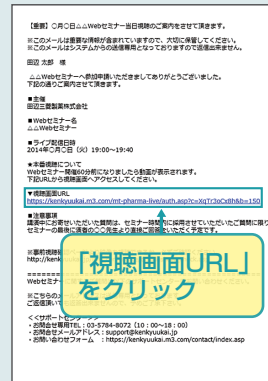 【重要】○月○日△△Webセミナー当日視聴のご案内をさせて頂きます。
※このメールは重要な情報が含まれていますので、大切に保管してください。
※このメールはシステムからの送信専用となっておりますので返信出来ません。
田辺 太郎 様
△△Webセミナーへ参加申請いただきましてありがとうございました。
下記の通りご案内させて頂きます。
■主催
田辺三菱製薬株式会社
■Webセミナー名
△△Webセミナー
■ライブ配信日時
2014年○月○日（火）19:00~19:40
★本番視聴について
Webセミナー開催60分前になりましたら動画が表示されます。
下記URLから視聴画面へアクセスしてください。
▼視聴画面URL
https://kenkyuukai.m3.com/mt-pharma-live/auth.asp?c=XqTr3oCxBh&b=150
■注意事項
講演中にお寄せいただいた質問は、セミナー時間内に採用させていただいたご質問に限り
セミナーの最後に演者の○○先生より直接ご回答をいただく予定です。
※事前視聴
http://kenk
「視聴画面URL」
をクリック
Webセミナ
※こちらの
ご返信頂いて
<<サポートセンター>>
・お問合せ専用TEL：03-5784-8072（10：00~18：00）
・お問合せメールアドレス：support@kenkyuukai.jp
・お問い合わせフォーム ：https://kenkyuukai.m3.com/contact/index.asp